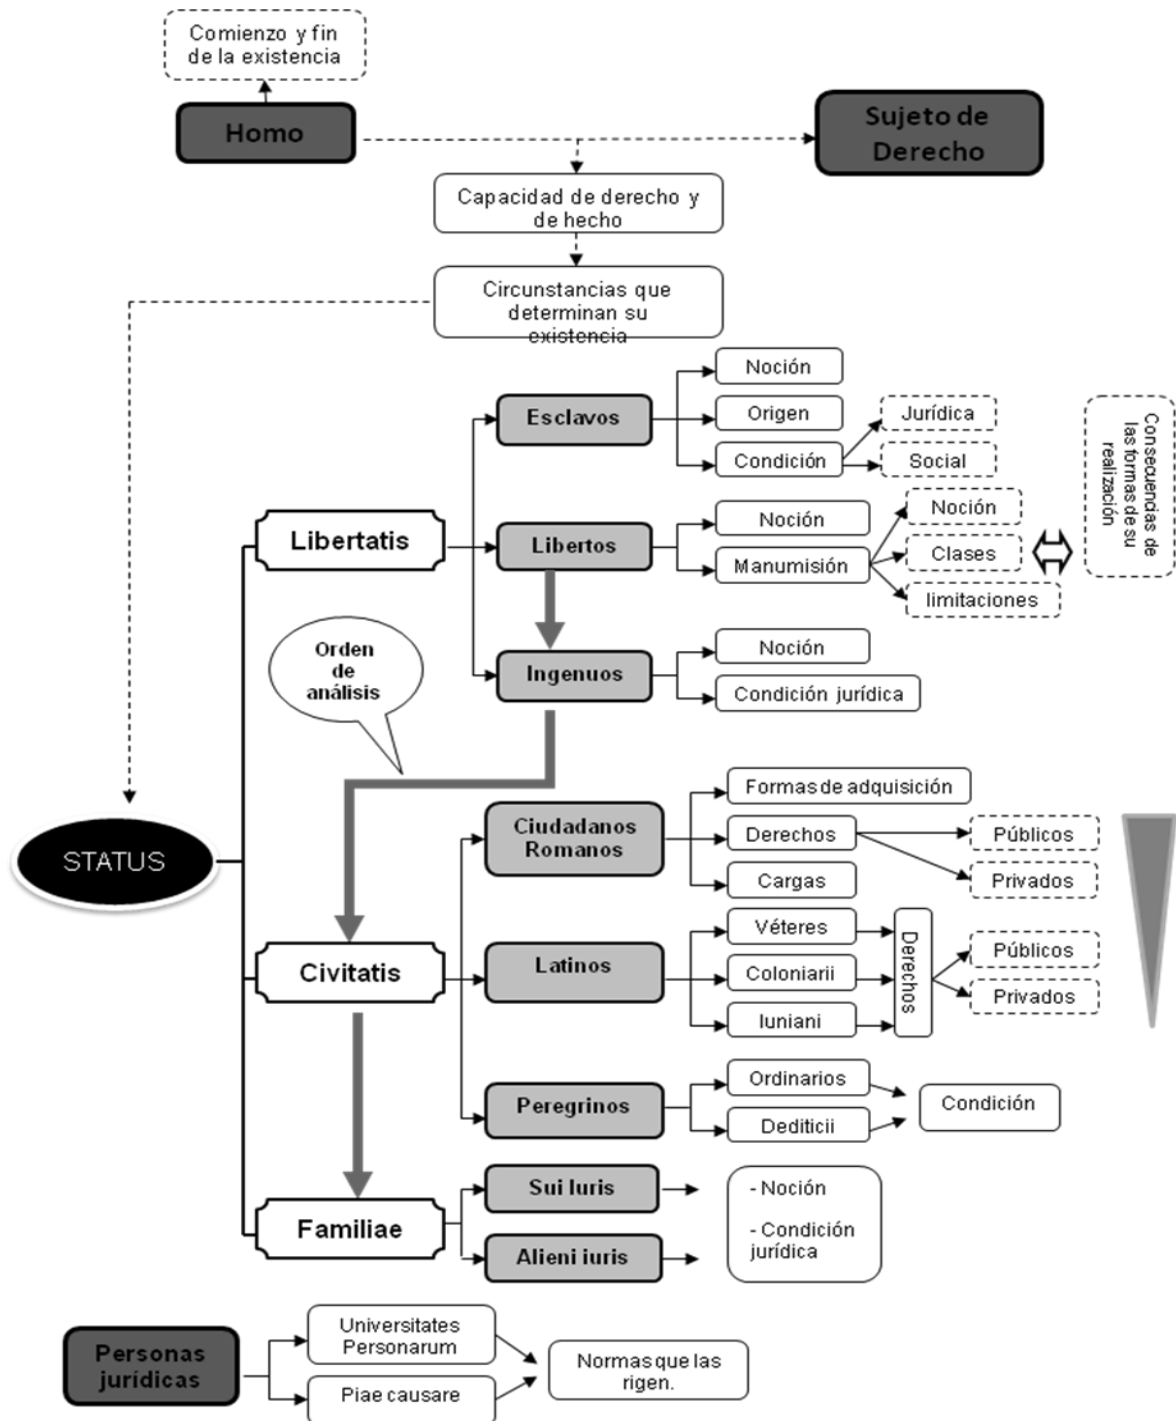 Comienzo y fin
de la existencia
Homo
Sujeto de
Derecho
Capacidad de derecho y
de hecho
Circunstancias que
determinan su
existencia
Noción
Esclavos
Origen
Jurídica
Condición
Social
Consecuencias de
las formas de su
realización
Libertatis
Libertos
Noción
Manumisión
Noción
Clases
limitaciones
Orden
de
análisis
Ingenuos
Noción
Condición jurídica
STATUS
Ciudadanos
Romanos
Formas de adquisición
Derechos
Públicos
Privados
Cargas
Civitatis
Latinos
Véteres
Coloniarii
Iuniani
Derechos
Públicos
Privados
Peregrinos
Ordinarios
Dediticii
Condición
Familiae
Sui Iuris
Alieni iuris
- Noción
- Condición
jurídica
Personas
jurídicas
Universitates
Personarum
Piae causare
Normas que las
rigen.